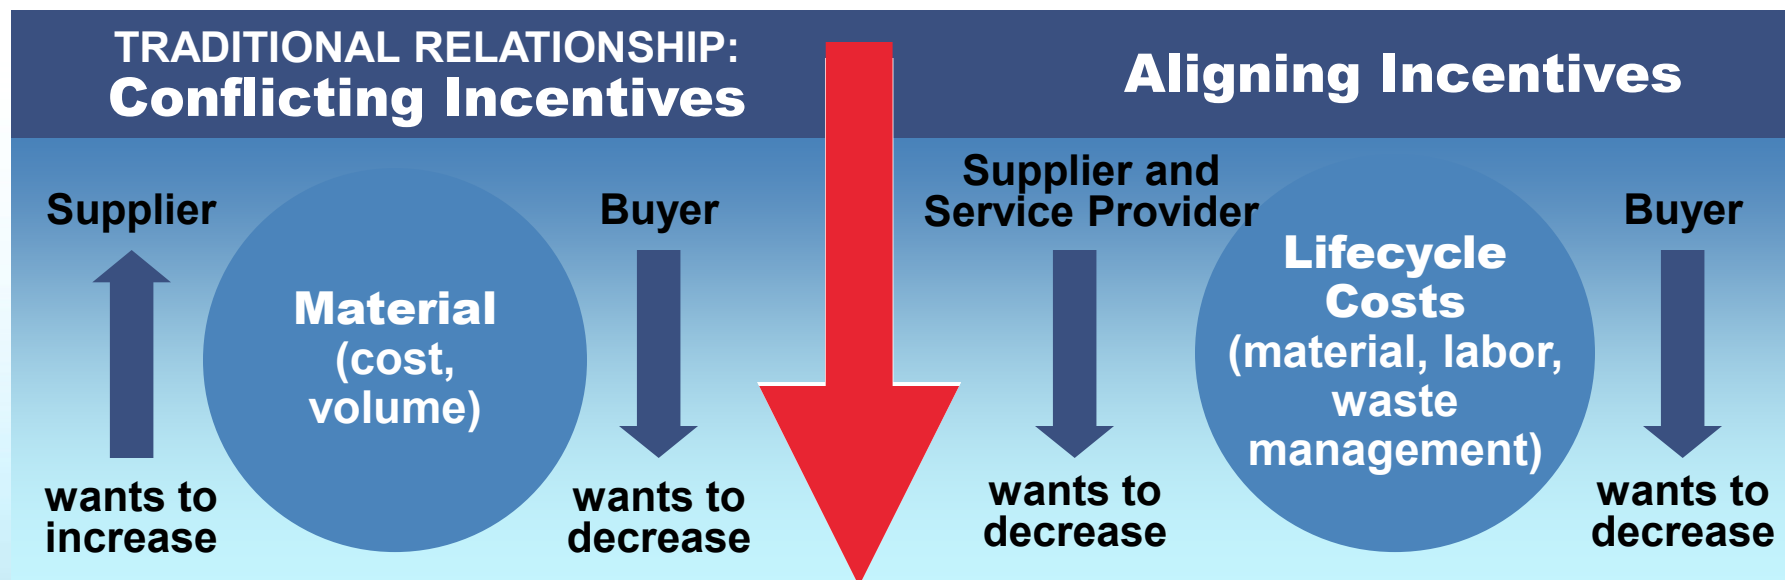 TRADITIONAL RELATIONSHIP:
Conflicting Incentives
Supplier
Material
(cost,
volume)
Buyer
wants to
increase
wants to
decrease
Aligning Incentives
Supplier and
Service Provider
Lifecycle
Costs
(material, labor,
waste
management)
Buyer
wants to
decrease
wants to
decrease